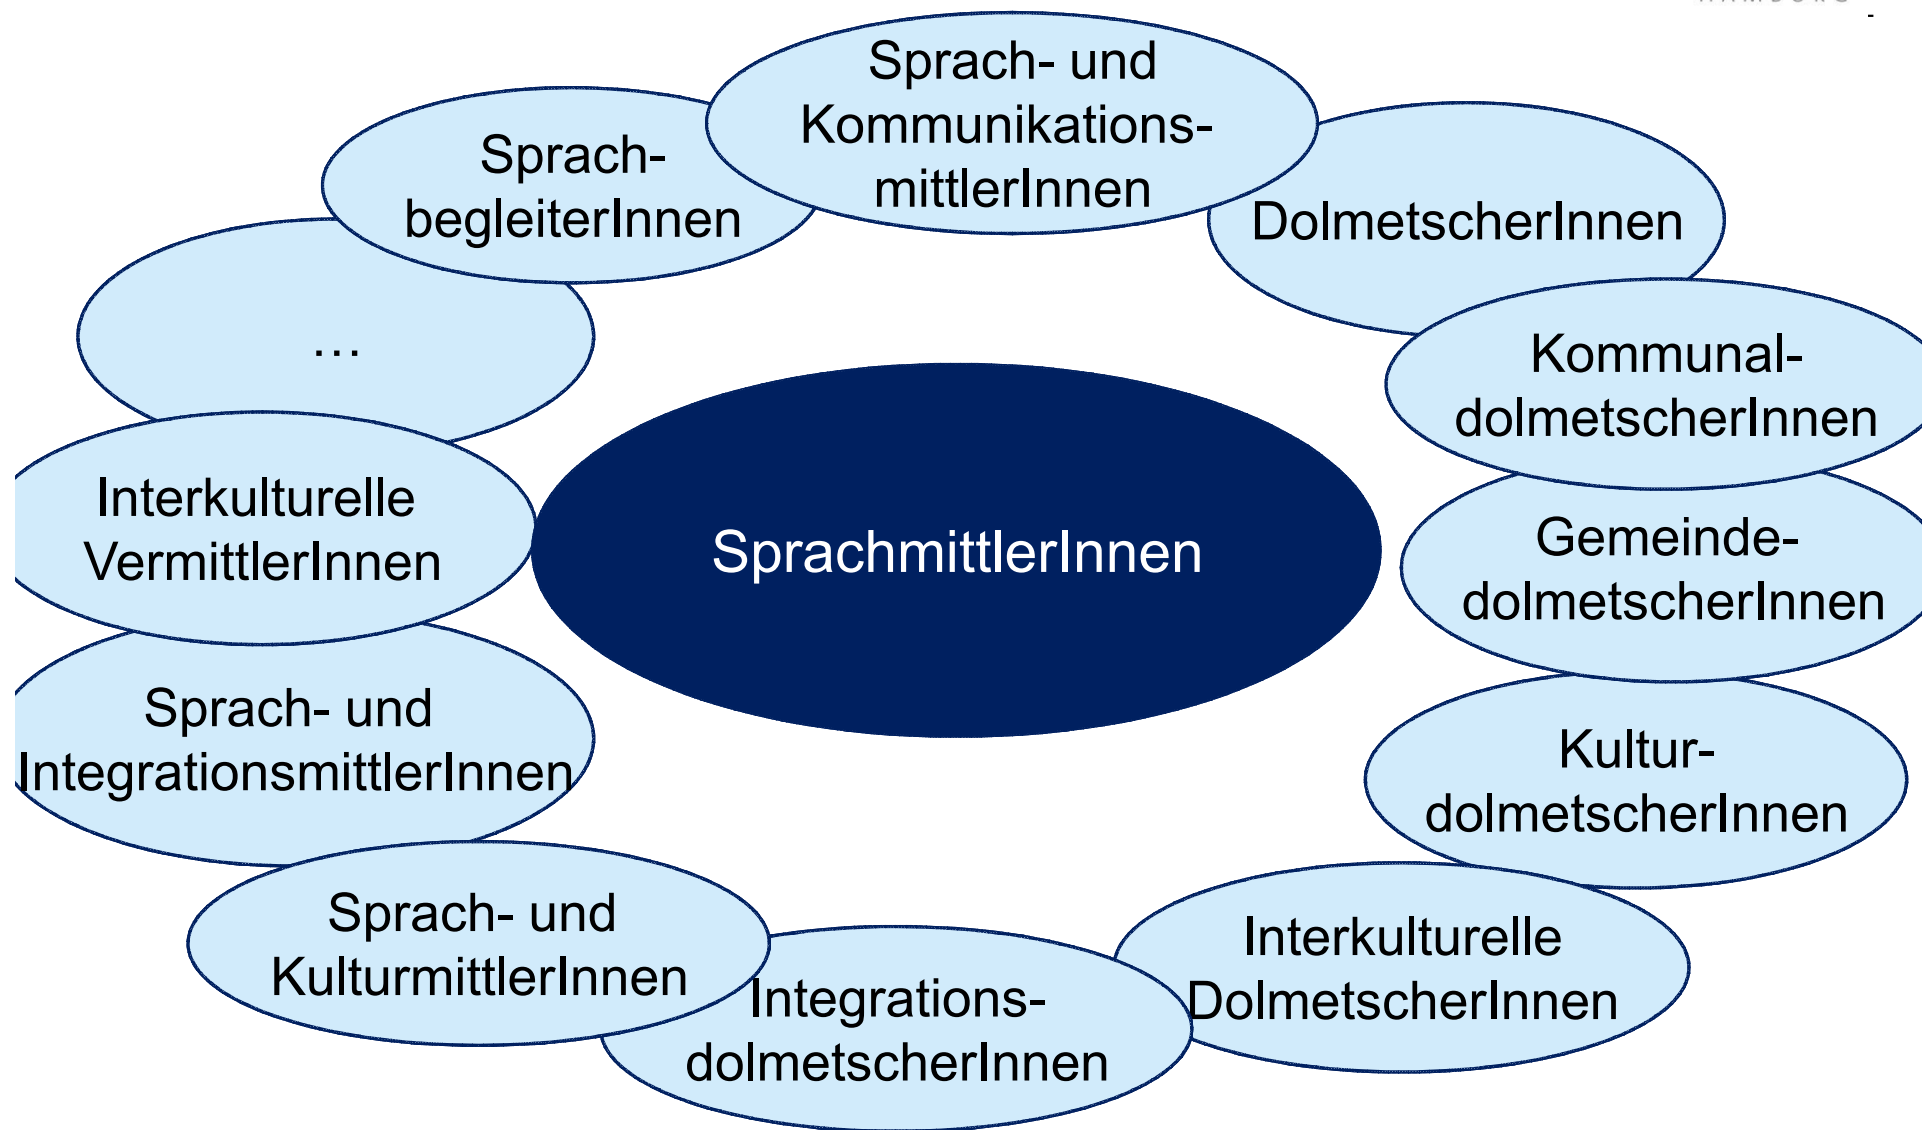 Sprach- und
Kommunikations-
mittlerInnen
Sprach-
begleiterInnen
DolmetscherInnen
…
Kommunal-
dolmetscherInnen
Interkulturelle
VermittlerInnen
SprachmittlerInnen
Gemeinde-
dolmetscherInnen
Sprach- und
IntegrationsmittlerInnen
Kultur-
dolmetscherInnen
Sprach- und
KulturmittlerInnen
Integrations-
dolmetscherInnen
Interkulturelle
DolmetscherInnen